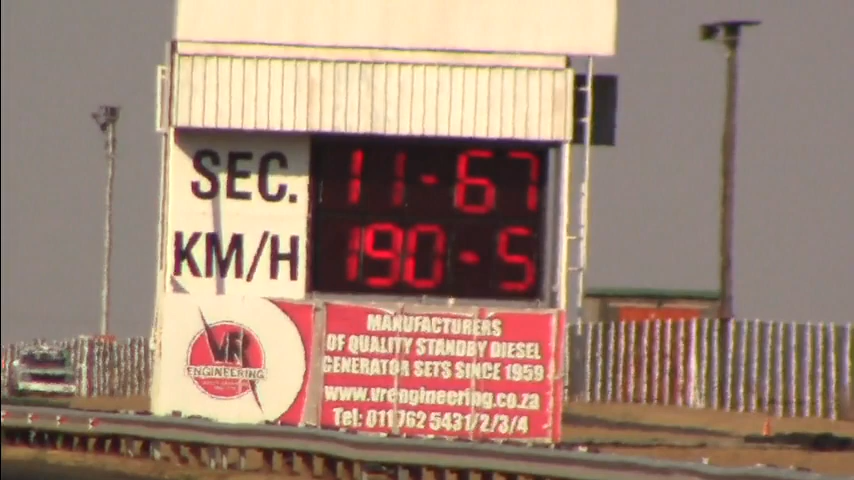 SEC. 11-67
KM/H 190-5
VR
ENGINEERING
MANUFACTURERS
OF QUALITY STANDBY DIESEL
GENERATOR SETS SINCE 1959
www.vrengineering.co.za
Tel: 011 762 5431/2/3/4